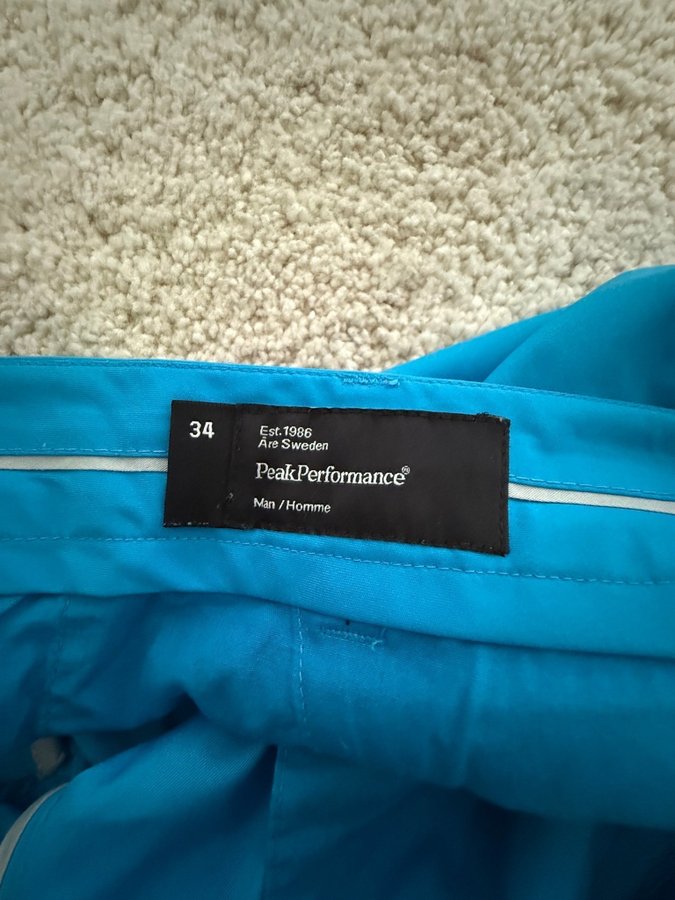 34
Est.1986
Åre Sweden
PeakPerformance®
Man / Homme